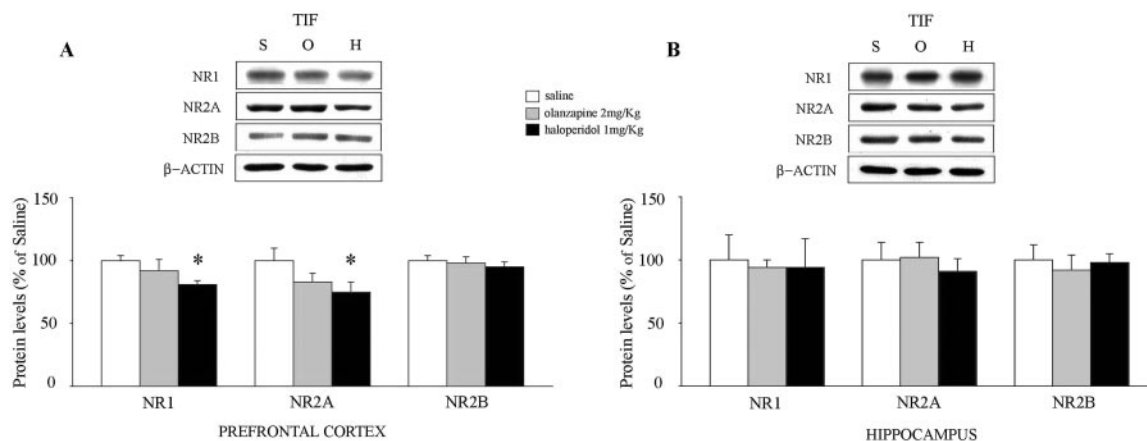 A
TIF
S O H
NR1
NR2A
NR2B
β-ACTIN
saline
olanzapine 2mg/Kg
haloperidol 1mg/Kg
B
TIF
S O H
NR1
NR2A
NR2B
β-ACTIN
Protein levels (% of Saline)
150
100
50
0
* *
NR1 NR2A NR2B
PREFRONTAL CORTEX
Protein levels (% of Saline)
150
100
50
0
NR1 NR2A NR2B
HIPPOCAMPUS